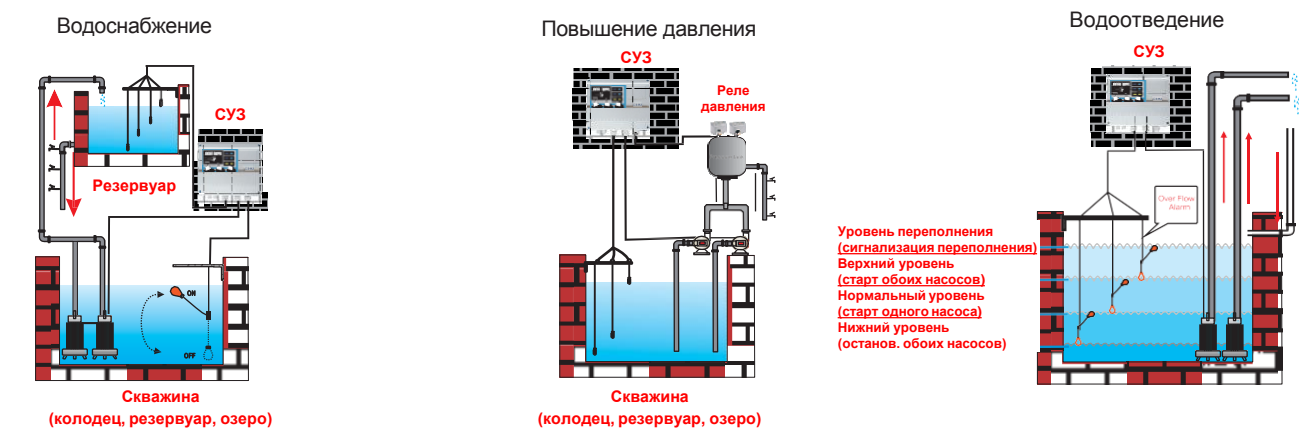 Водоснабжение
СУЗ
Резервуар
ON
OFF
Скважина
(колодец, резервуар, озеро)
Повышение давления
СУЗ
Реле
давления
Скважина
(колодец, резервуар, озеро)
Водоотведение
СУЗ
Over Flow
Alarm
Уровень переполнения
(сигнализация переполнения)
Верхний уровень
(старт обоих насосов)
Нормальный уровень
(старт одного насоса)
Нижний уровень
(останов. обоих насосов)